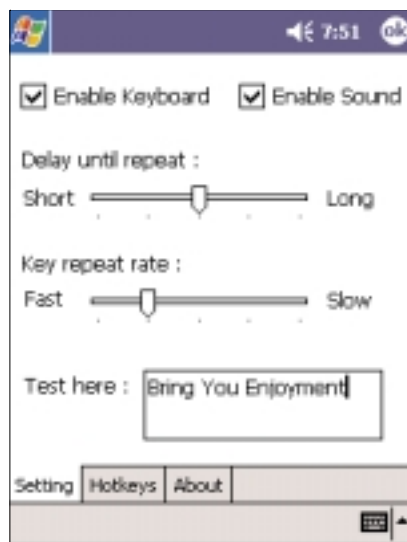 7:51 ok
Enable Keyboard Enable Sound
Delay until repeat :
Short Long
Key repeat rate :
Fast Slow
Test here : Bring You Enjoyment
Setting Hotkeys About